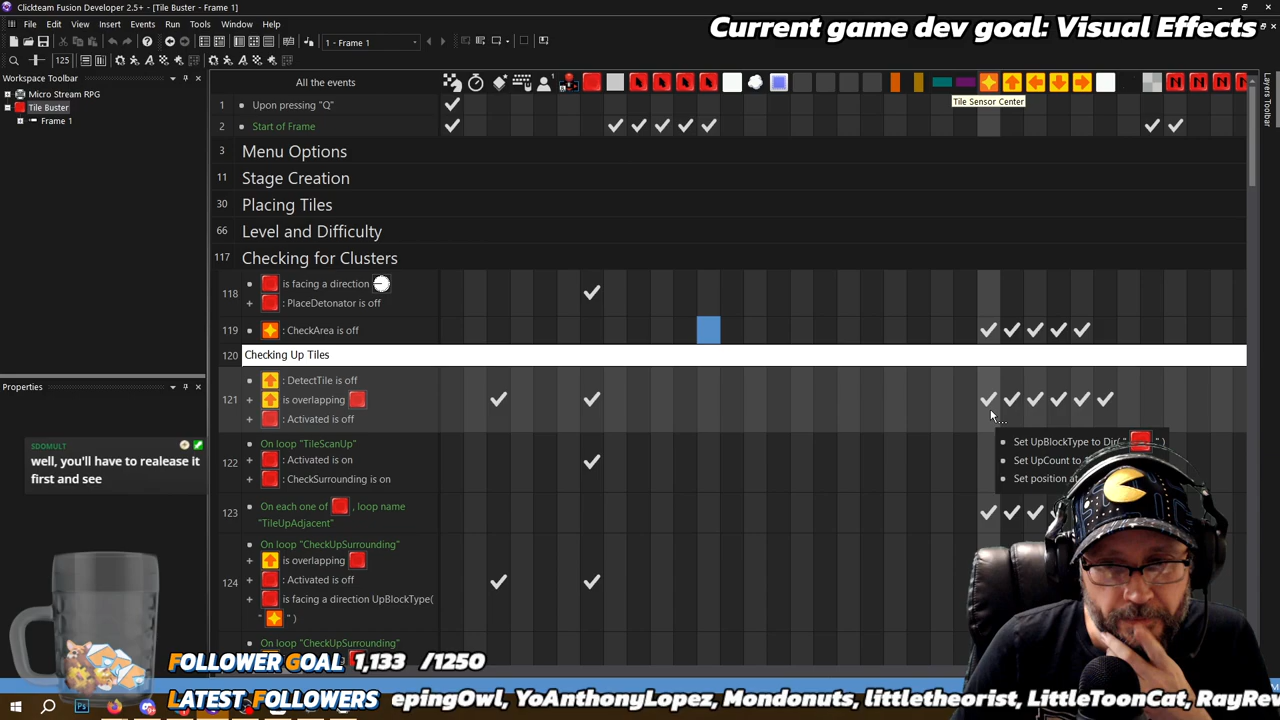 Clickteam Fusion Developer 2.5+ - [Tile Buster - Frame 1]
Current game dev goal: Visual Effects
File Edit View Insert Events Run Tools Window Help
1 - Frame 1
123
Workspace Toolbar
Micro Stream RPG
Tile Buster
Frame 1
Layers Toolbar
All the events
Tile Sensor Center
1 Upon pressing "Q"
2 Start of Frame
3 Menu Options
11 Stage Creation
30 Placing Tiles
66 Level and Difficulty
117 Checking for Clusters
118 is facing a direction
+ : PlaceDetonator is off
119 : CheckArea is off
120 Checking Up Tiles
121 : DetectTile is off
+ is overlapping
+ : Activated is off
Set UpBlockType to Dir( " " )
Set UpCount to
Set position at
122 On loop "TileScanUp"
+ : Activated is on
+ : CheckSurrounding is on
123 On each one of , loop name
"TileUpAdjacent"
124 On loop "CheckUpSurrounding"
+ is overlapping
+ : Activated is off
+ is facing a direction UpBlockType(
" " )
On loop "CheckUpSurrounding"
Properties
SDOMULT
well, you'll have to realease it
first and see
Follower Goal 1,133 /1250
Latest Followers epingOwl, YoAnthonyLopez, Mondonuts, littletheorist, LittleToonCat, RayRev